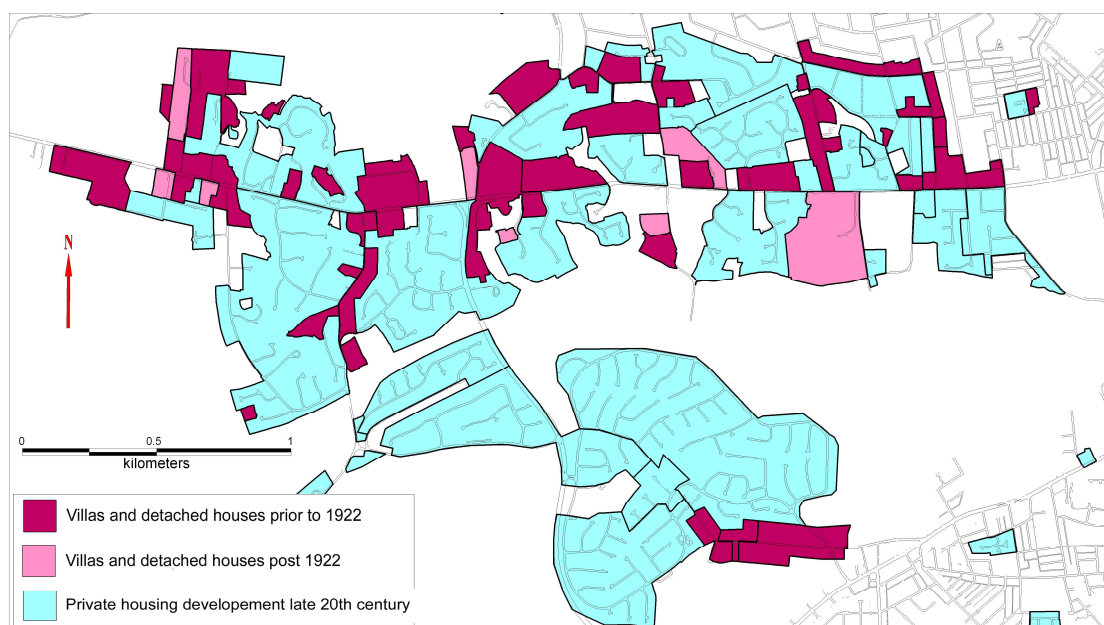 N
0 0.5 1
kilometers
Villas and detached houses prior to 1922
Villas and detached houses post 1922
Private housing developement late 20th century